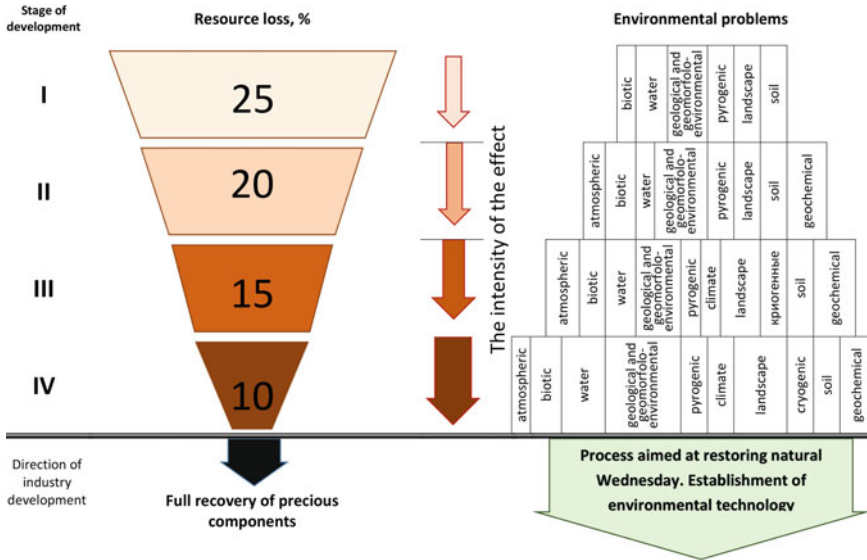 Stage of
development
Resource loss, %
Environmental problems
I
25
biotic
water
geological and
geomorfolo-
environmental
pyrogenic
landscape
soil
II
20
atmospheric
biotic
water
geological and
geomorfolo-
environmental
pyrogenic
landscape
soil
geochemical
The intensity of the effect
III
15
atmospheric
biotic
water
geological and
geomorfolo-
environmental
pyrogenic
climate
landscape
криогенные
soil
geochemical
IV
10
atmospheric
biotic
water
geological and
geomorfolo-
environmental
pyrogenic
climate
landscape
cryogenic
soil
geochemical
Direction of
industry
development
Full recovery of precious
components
Process aimed at restoring natural
Wednesday. Establishment of
environmental technology